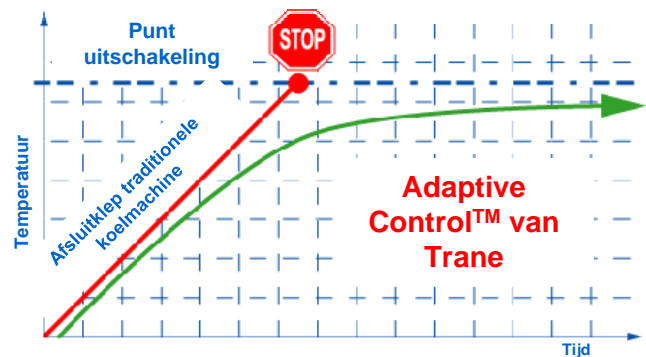 Punt
uitschakeling
STOP
Temperatuur
Afsluitklep traditionele
koelmachine
Adaptive
Control™ van
Trane
Tijd